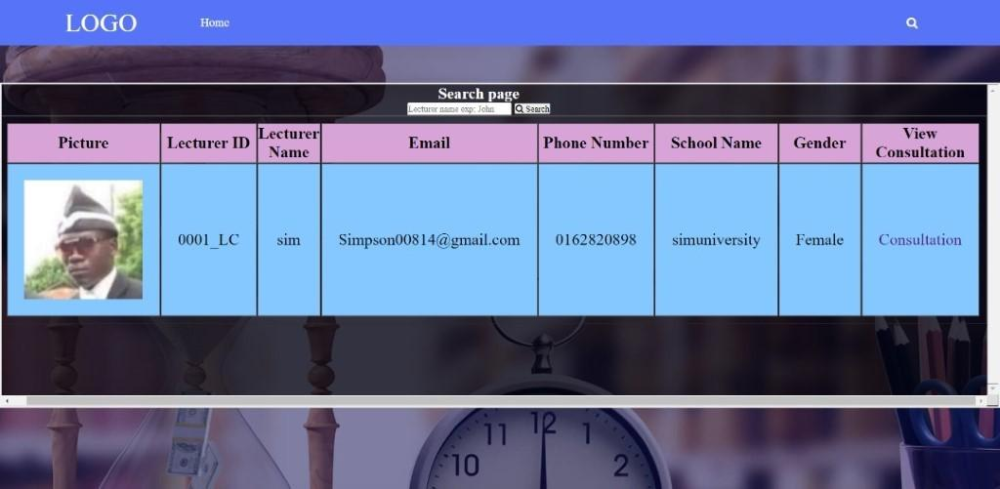 LOGO Home
Search page
Lecturer name exp: John Search
Picture Lecturer ID Lecturer Name Email Phone Number School Name Gender View Consultation
0001_LC sim Simpson00814@gmail.com 0162820898 simuniversity Female Consultation
11 12 1
10 2